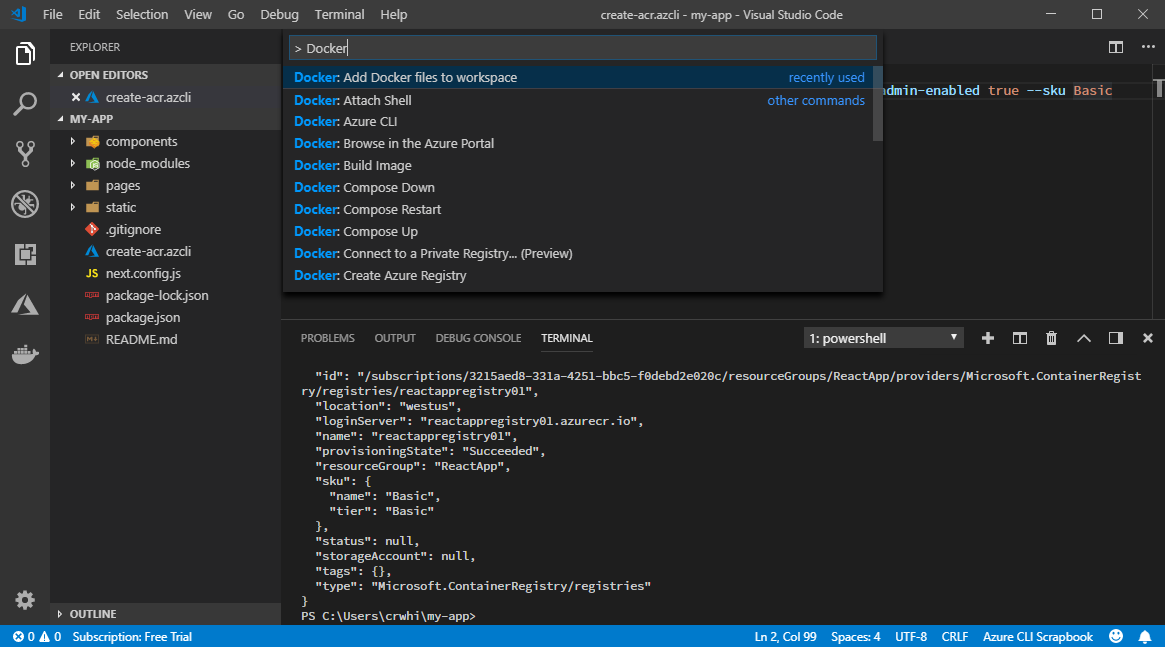 File Edit Selection View Go Debug Terminal Help create-acr.azcli - my-app - Visual Studio Code
EXPLORER
OPEN EDITORS
create-acr.azcli
MY-APP
components
node_modules
pages
static
.gitignore
create-acr.azcli
JS next.config.js
package-lock.json
package.json
README.md
OUTLINE
> Docker
Docker: Add Docker files to workspace recently used
Docker: Attach Shell other commands
Docker: Azure CLI
Docker: Browse in the Azure Portal
Docker: Build Image
Docker: Compose Down
Docker: Compose Restart
Docker: Compose Up
Docker: Connect to a Private Registry... (Preview)
Docker: Create Azure Registry
admin-enabled true --sku Basic
PROBLEMS OUTPUT DEBUG CONSOLE TERMINAL 1: powershell
"id": "/subscriptions/3215aed8-331a-4251-bbc5-f0debd2e020c/resourceGroups/ReactApp/providers/Microsoft.ContainerRegist
ry/registries/reactappregistry01",
"location": "westus",
"loginServer": "reactappregistry01.azurecr.io",
"name": "reactappregistry01",
"provisioningState": "Succeeded",
"resourceGroup": "ReactApp",
"sku": {
"name": "Basic",
"tier": "Basic"
},
"status": null,
"storageAccount": null,
"tags": {},
"type": "Microsoft.ContainerRegistry/registries"
}
PS C:\Users\crwhi\my-app>
0 0 Subscription: Free Trial Ln 2, Col 99 Spaces: 4 UTF-8 CRLF Azure CLI Scrapbook